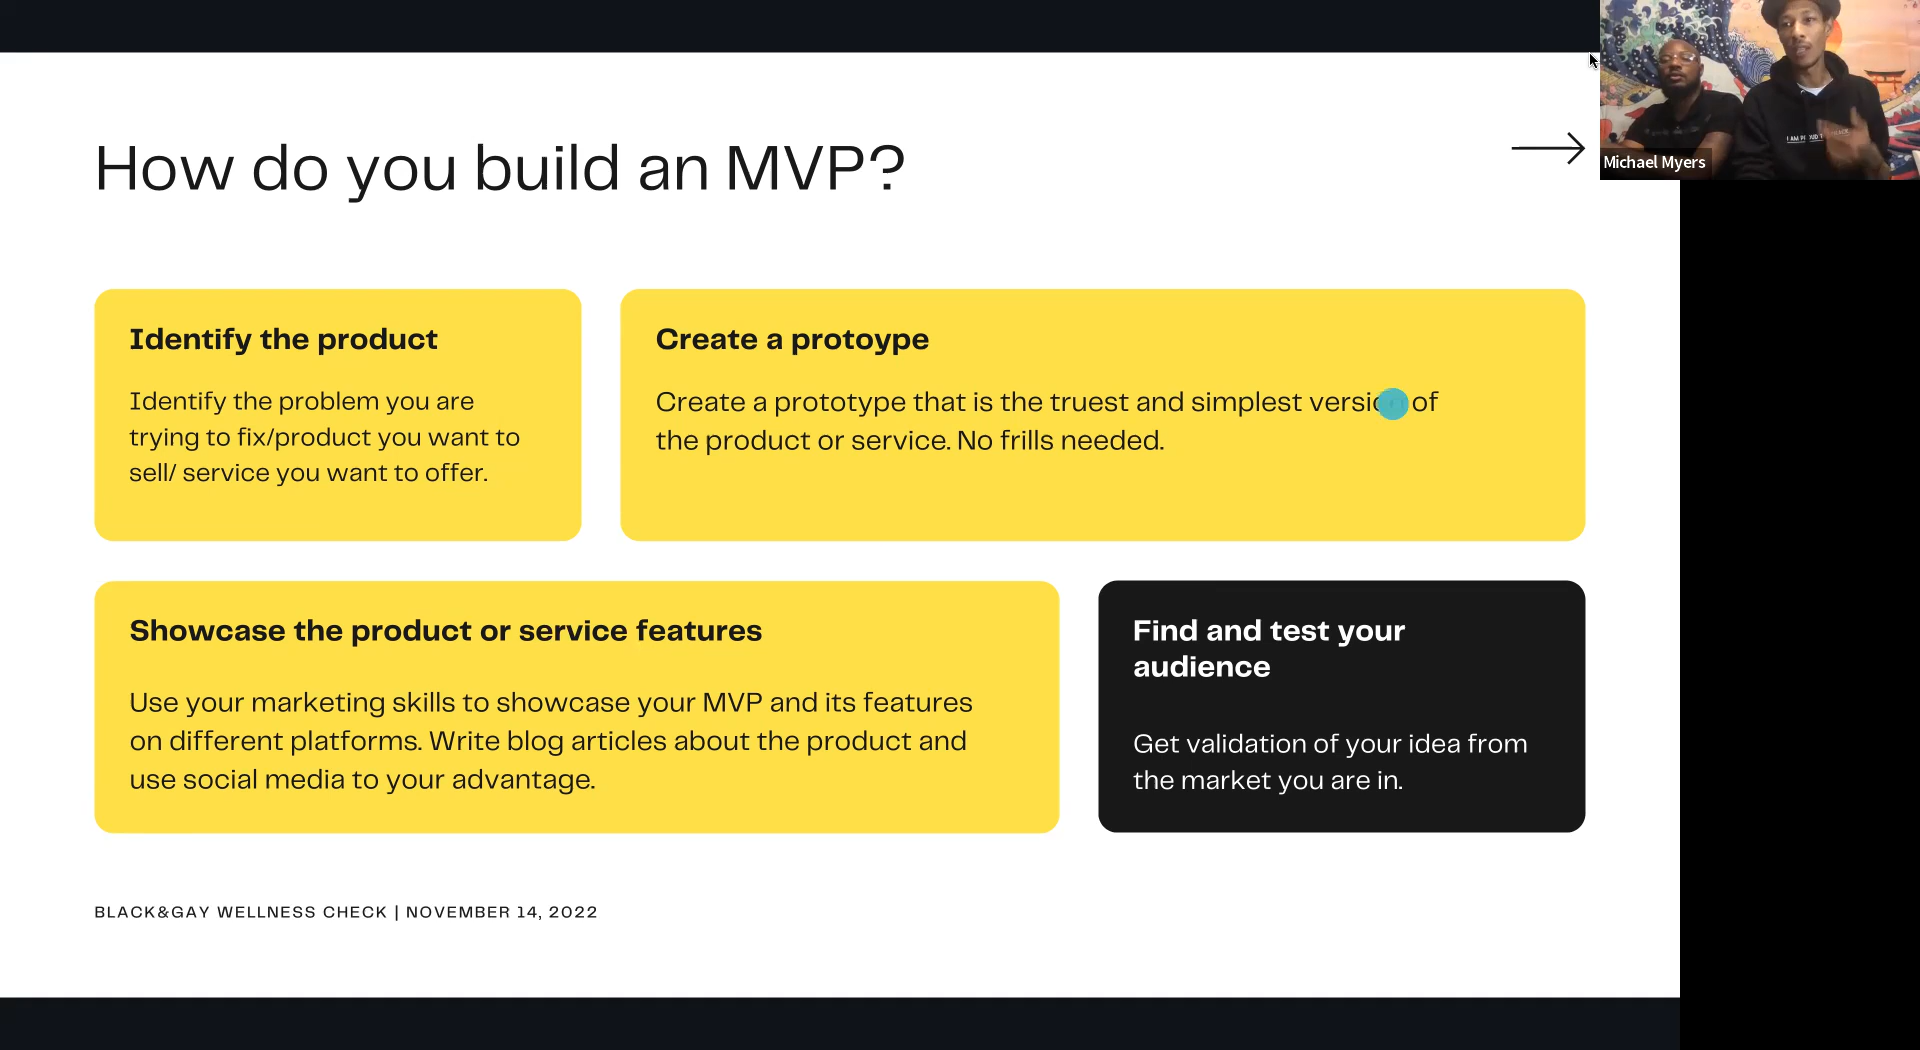 How do you build an MVP?
Identify the product
Identify the problem you are
trying to fix/product you want to
sell/ service you want to offer.
Create a protoype
Create a prototype that is the truest and simplest version of
the product or service. No frills needed.
Showcase the product or service features
Use your marketing skills to showcase your MVP and its features
on different platforms. Write blog articles about the product and
use social media to your advantage.
Find and test your
audience
Get validation of your idea from
the market you are in.
BLACK&GAY WELLNESS CHECK | NOVEMBER 14, 2022
Michael Myers
I AM